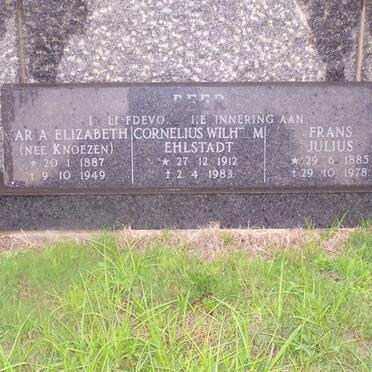 BEER
I LI FDEVO IE INNERING AAN
AR A ELIZABETH
(NEE KNOEZEN)
* 20 1 1887
† 9 10 1949
CORNELIUS WILH M
EHLSTADT
* 27 12 1912
† 2 4 1983
FRANS
JULIUS
* 29 6 1885
† 29 10 1978